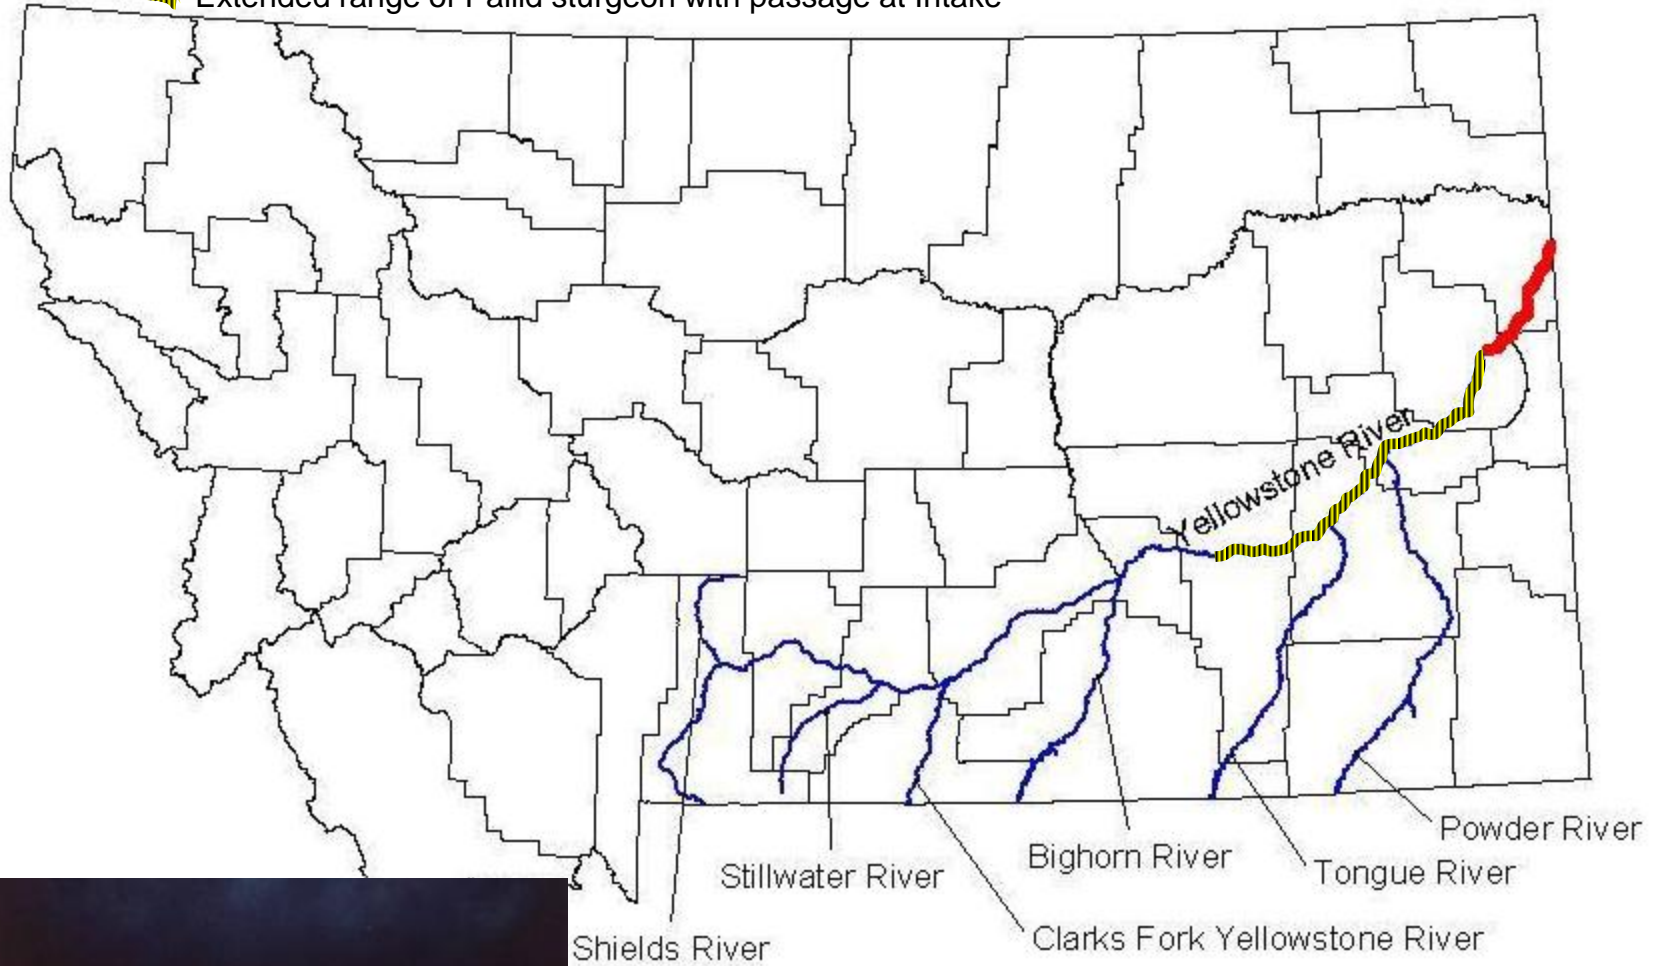 Extended range of Pallid sturgeon with passage at Intake
Yellowstone River
Powder River
Bighorn River
Tongue River
Stillwater River
Clarks Fork Yellowstone River
Shields River